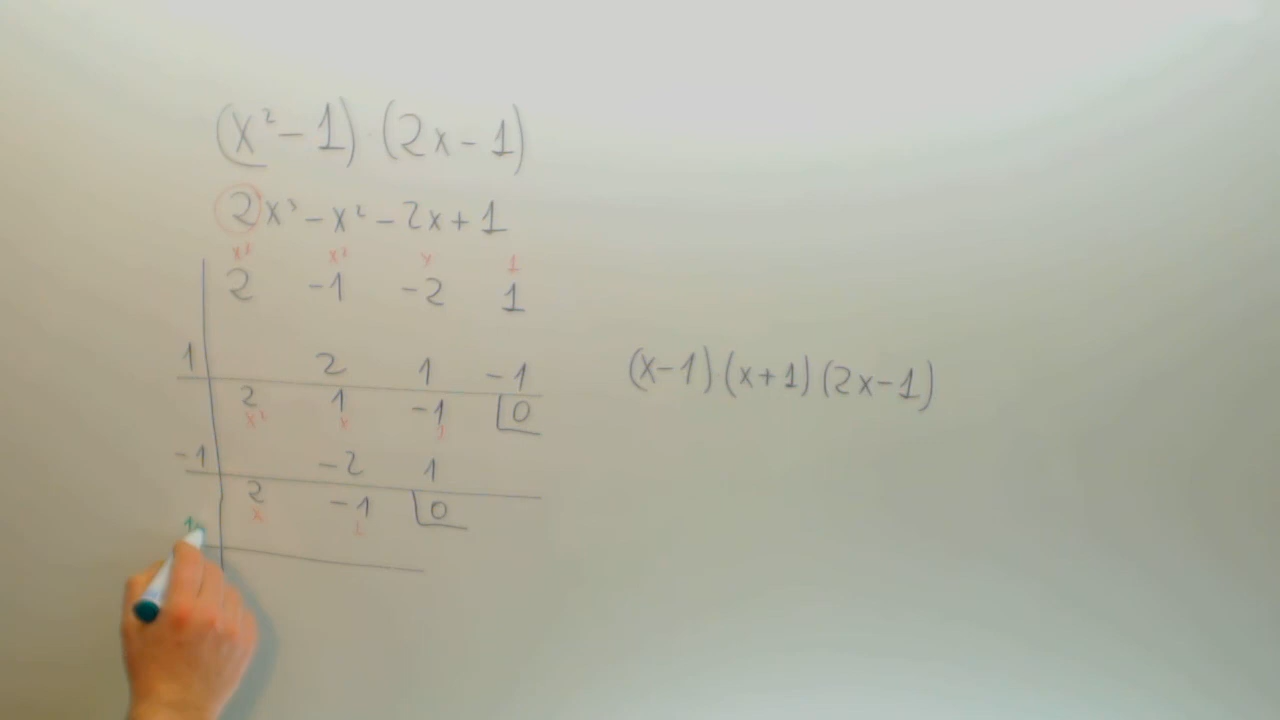 (x² - 1) (2x - 1)
2x³ - x² - 2x + 1
x³ x² x 1
2 -1 -2 1
1 2 1 -1
2 1 -1 0
x² x 1
-1 -2 1
2 -1 0
x 1
1
(x-1)(x+1)(2x-1)